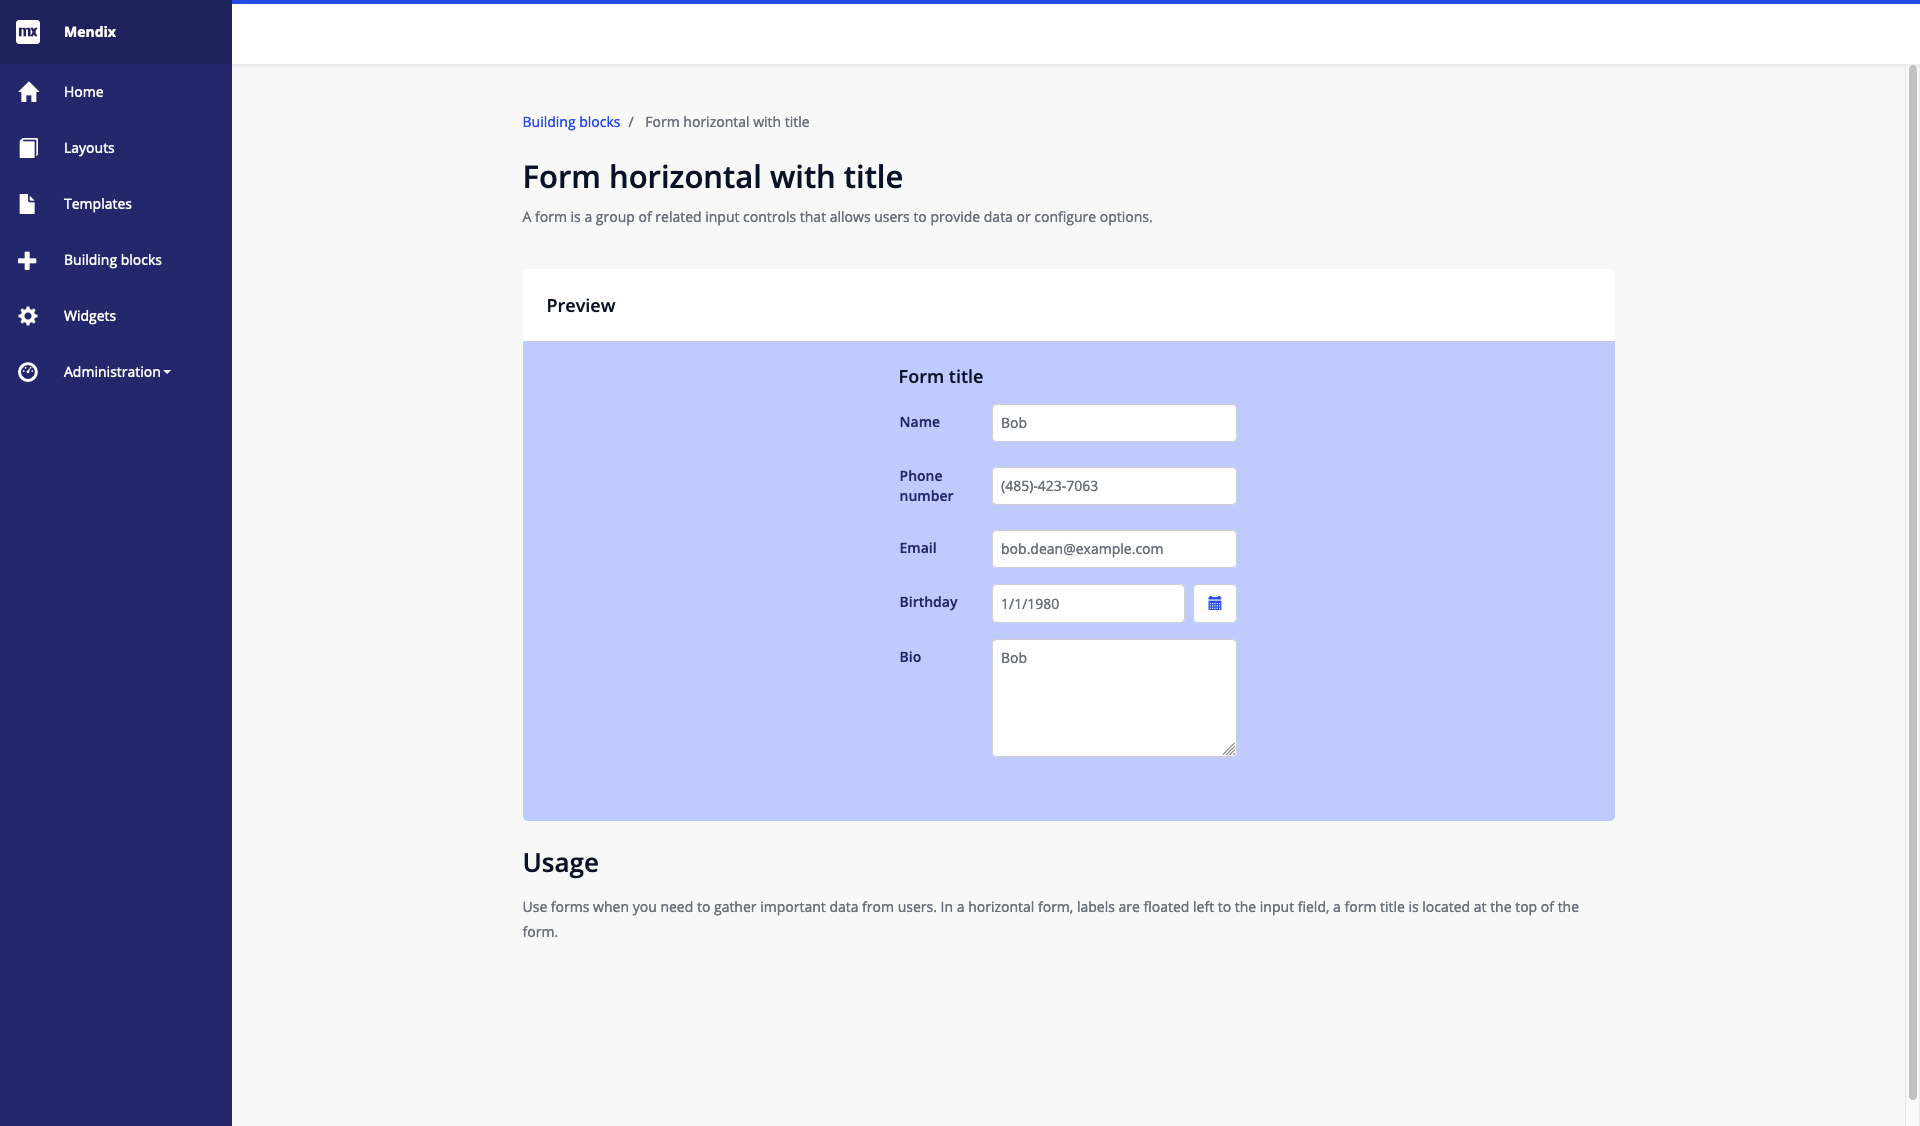 mx Mendix
Home
Layouts
Templates
Building blocks
Widgets
Administration
Building blocks / Form horizontal with title
Form horizontal with title
A form is a group of related input controls that allows users to provide data or configure options.
Preview
Form title
Name Bob
Phone
number
(485)-423-7063
Email bob.dean@example.com
Birthday 1/1/1980
Bio Bob
Usage
Use forms when you need to gather important data from users. In a horizontal form, labels are floated left to the input field, a form title is located at the top of the
form.